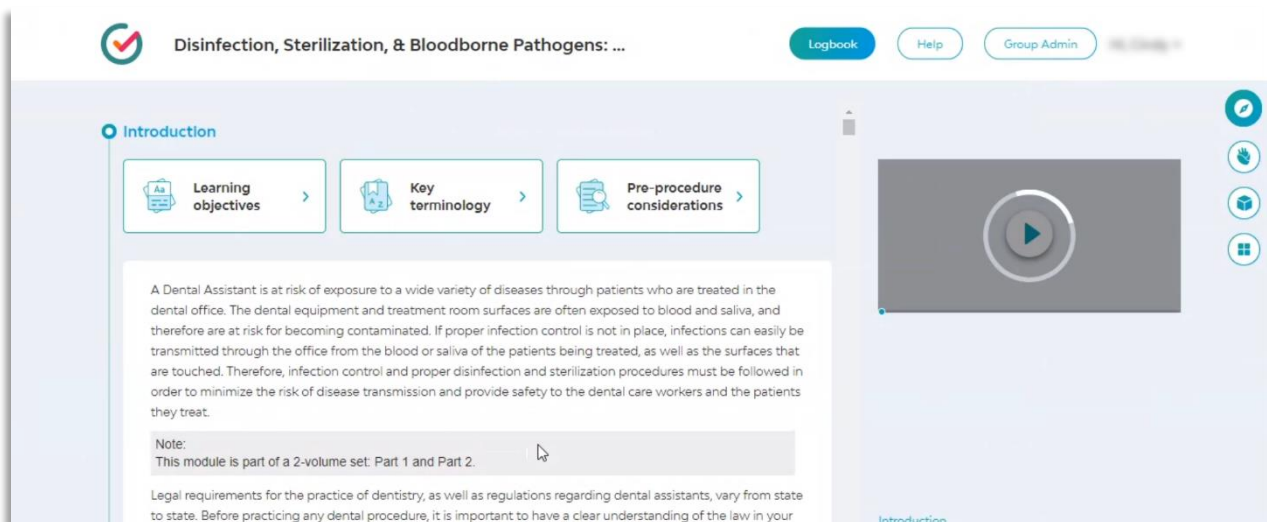 Disinfection, Sterilization, & Bloodborne Pathogens: ...
Logbook
Help
Group Admin
Introduction
Learning
objectives
Key
terminology
Pre-procedure
considerations
A Dental Assistant is at risk of exposure to a wide variety of diseases through patients who are treated in the
dental office. The dental equipment and treatment room surfaces are often exposed to blood and saliva, and
therefore are at risk for becoming contaminated. If proper infection control is not in place, infections can easily be
transmitted through the office from the blood or saliva of the patients being treated, as well as the surfaces that
are touched. Therefore, infection control and proper disinfection and sterilization procedures must be followed in
order to minimize the risk of disease transmission and provide safety to the dental care workers and the patients
they treat.
Note:
This module is part of a 2-volume set: Part 1 and Part 2.
Legal requirements for the practice of dentistry, as well as regulations regarding dental assistants, vary from state
to state. Before practicing any dental procedure, it is important to have a clear understanding of the law in your
Introduction